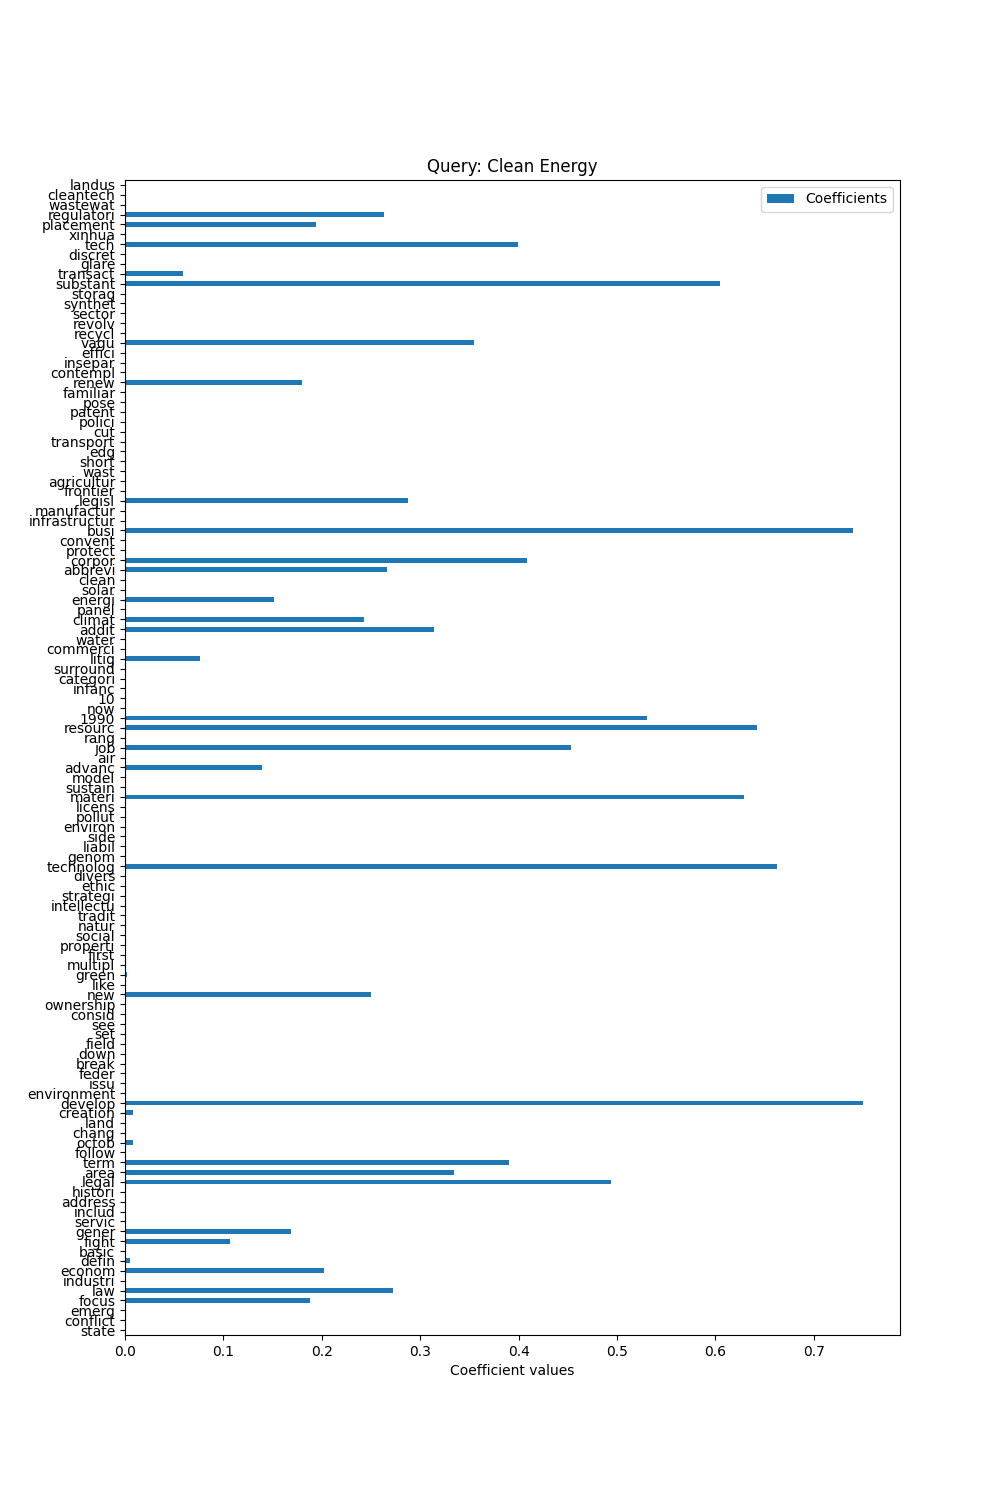 Query: Clean Energy
Coefficients
landus
cleantech
wastewat
regulatori
placement
xinhua
tech
discret
glare
transact
substant
storag
synthet
sector
revolv
recycl
vagu
effici
insepar
contempl
renew
familiar
pose
patent
polici
cut
transport
edg
short
wast
agricultur
frontier
legisl
manufactur
infrastructur
busi
convent
protect
corpor
abbrevi
clean
solar
energi
panel
climat
addit
water
commerci
litig
surround
categori
infanc
10
now
1990
resourc
rang
job
air
advanc
model
sustain
materi
licens
pollut
environ
side
liabil
genom
technolog
divers
ethic
strategi
intellectu
tradit
natur
social
properti
first
multipl
green
like
new
ownership
consid
see
set
field
down
break
feder
issu
environment
develop
creation
land
chang
octob
follow
term
area
legal
histori
address
includ
servic
gener
fight
basic
defin
econom
industri
law
focus
emerg
conflict
state
0.0 0.1 0.2 0.3 0.4 0.5 0.6 0.7
Coefficient values